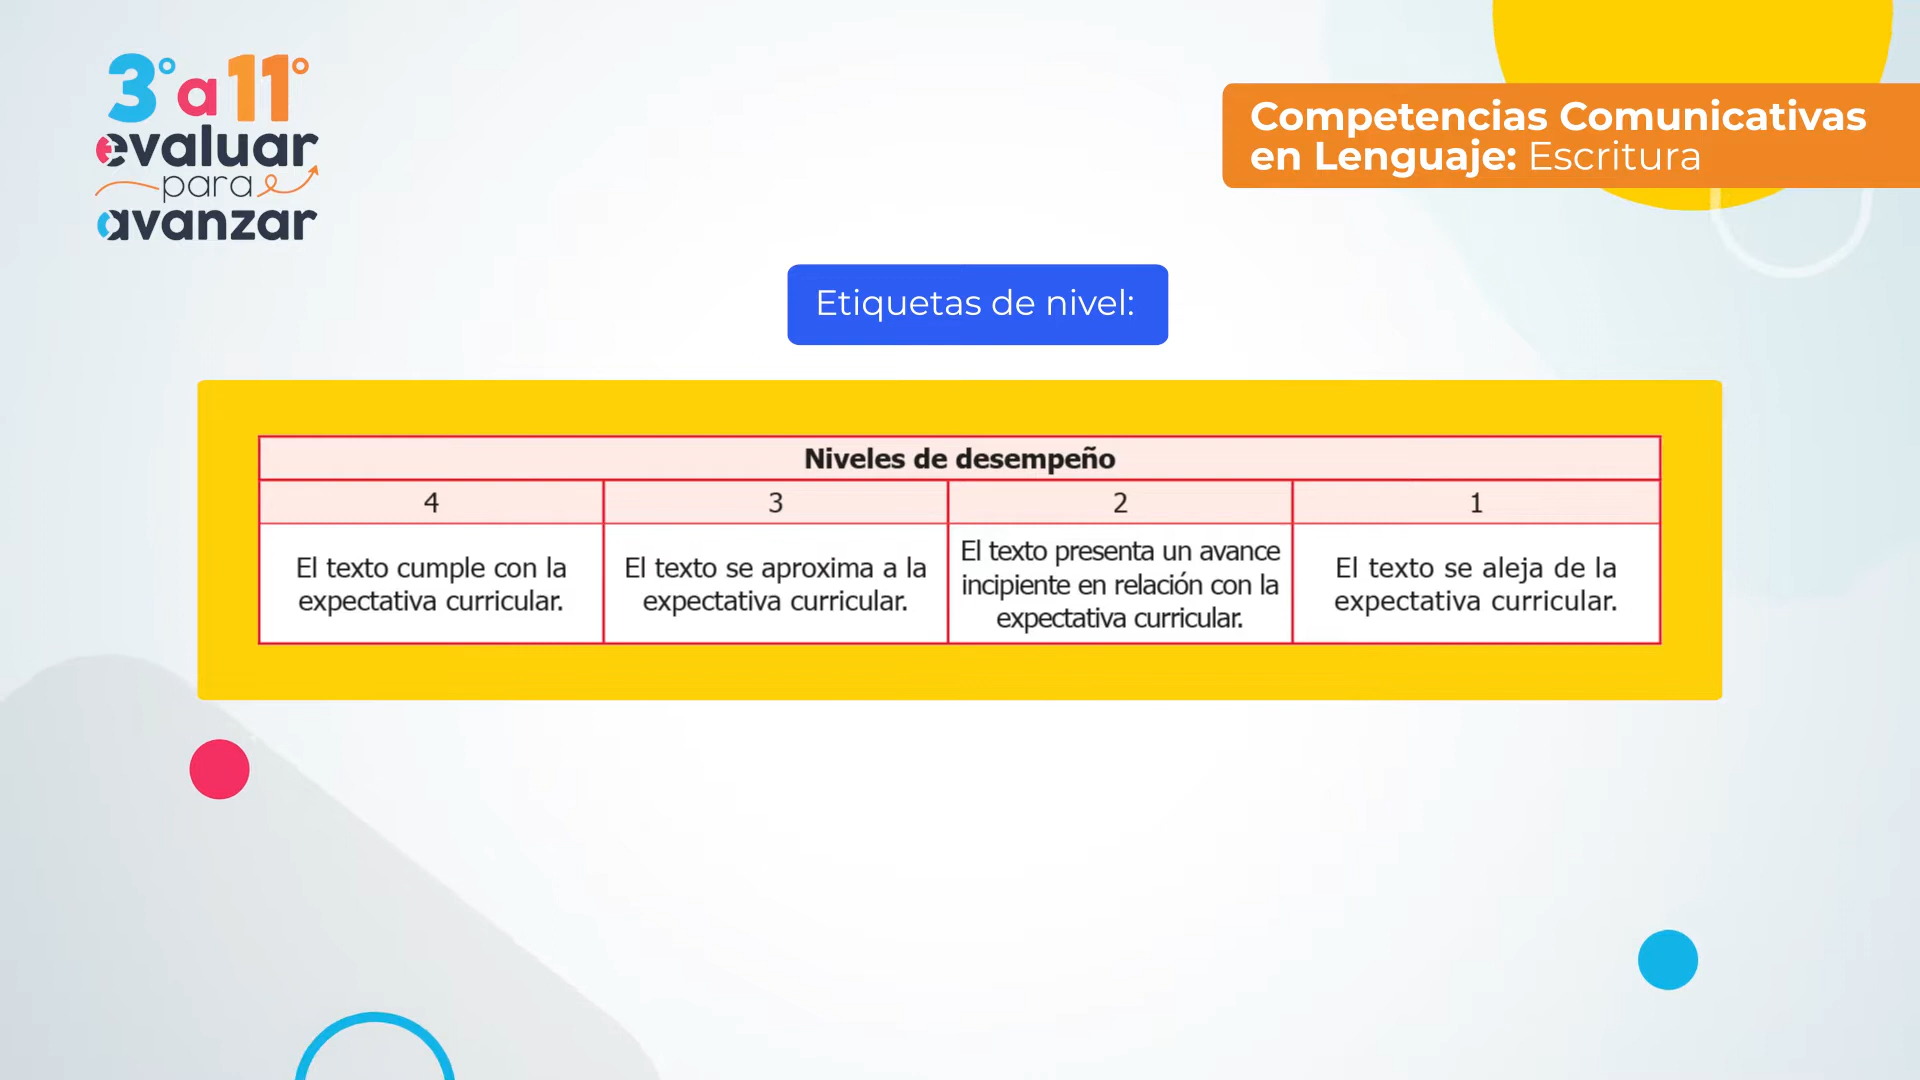 3° a 11°
evaluar
para
avanzar
Competencias Comunicativas
en Lenguaje: Escritura
Etiquetas de nivel:
Niveles de desempeño
4
3
2
1
El texto cumple con la
expectativa curricular.
El texto se aproxima a la
expectativa curricular.
El texto presenta un avance
incipiente en relación con la
expectativa curricular.
El texto se aleja de la
expectativa curricular.